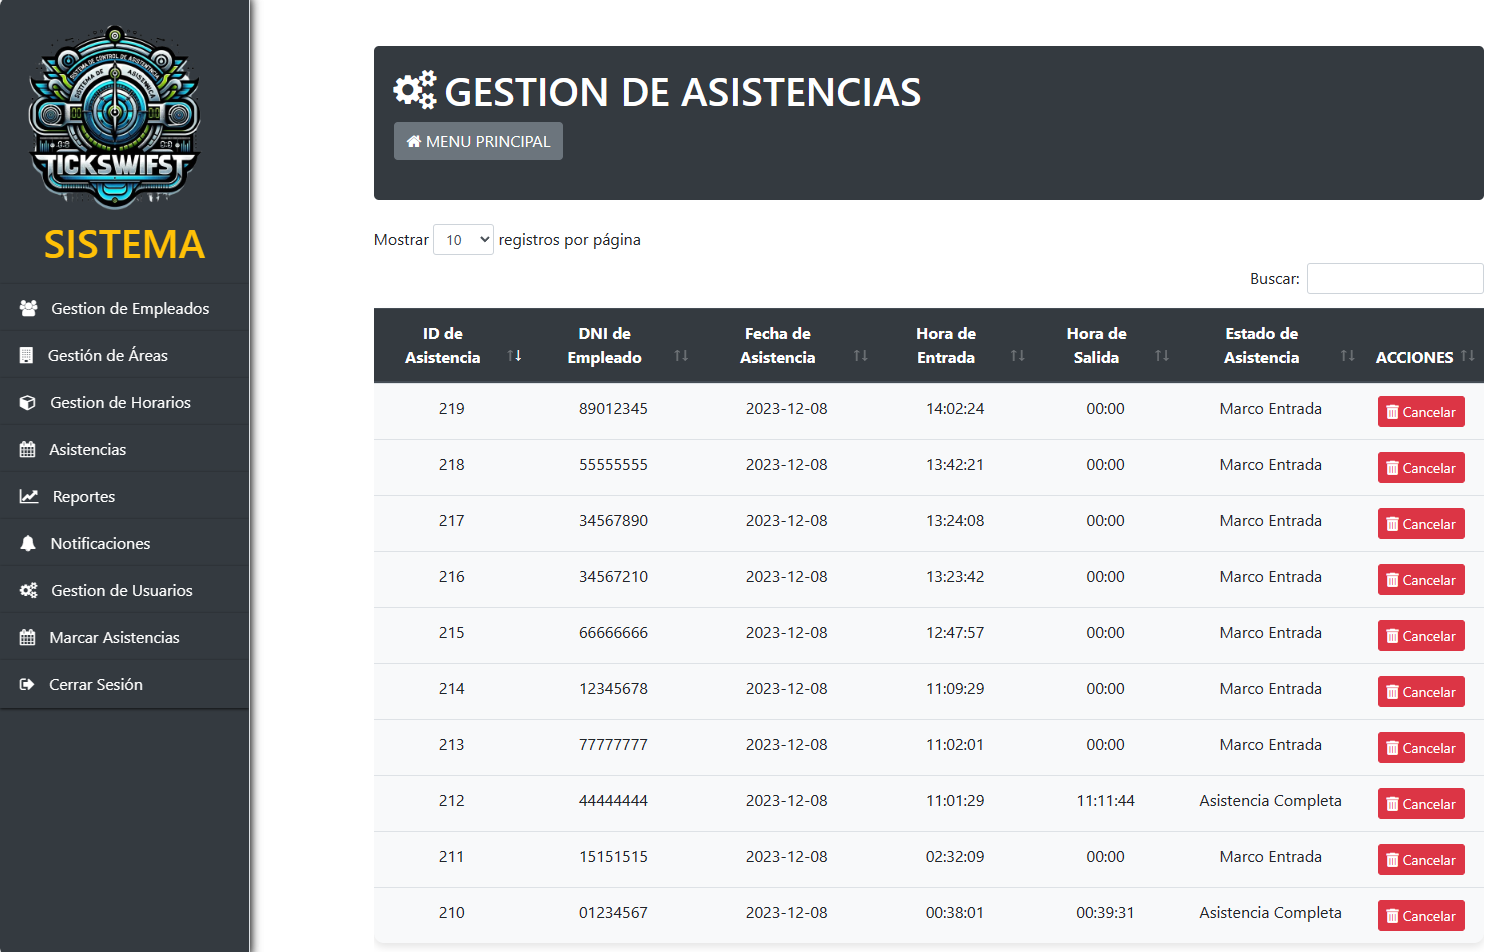 SISTEMA DE CONTROL DE ASISTENTENCIA
SISTEMA DE ASISSENNCA
TICKSWIFST
SISTEMA
Gestion de Empleados
Gestión de Áreas
Gestion de Horarios
Asistencias
Reportes
Notificaciones
Gestion de Usuarios
Marcar Asistencias
Cerrar Sesión
GESTION DE ASISTENCIAS
MENU PRINCIPAL
Mostrar 10 registros por página
Buscar:
ID de Asistencia DNI de Empleado Fecha de Asistencia Hora de Entrada Hora de Salida Estado de Asistencia ACCIONES
219 89012345 2023-12-08 14:02:24 00:00 Marco Entrada Cancelar
218 55555555 2023-12-08 13:42:21 00:00 Marco Entrada Cancelar
217 34567890 2023-12-08 13:24:08 00:00 Marco Entrada Cancelar
216 34567210 2023-12-08 13:23:42 00:00 Marco Entrada Cancelar
215 66666666 2023-12-08 12:47:57 00:00 Marco Entrada Cancelar
214 12345678 2023-12-08 11:09:29 00:00 Marco Entrada Cancelar
213 77777777 2023-12-08 11:02:01 00:00 Marco Entrada Cancelar
212 44444444 2023-12-08 11:01:29 11:11:44 Asistencia Completa Cancelar
211 15151515 2023-12-08 02:32:09 00:00 Marco Entrada Cancelar
210 01234567 2023-12-08 00:38:01 00:39:31 Asistencia Completa Cancelar